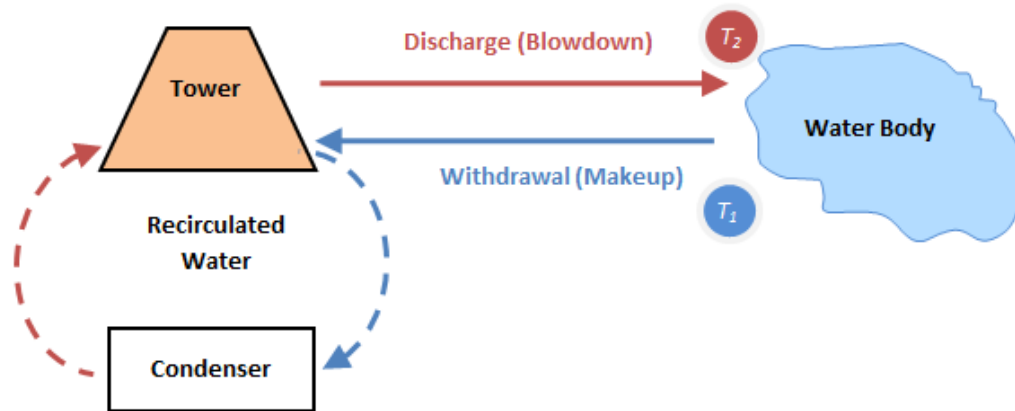 Discharge (Blowdown)
T2
Tower
Water Body
Withdrawal (Makeup)
T1
Recirculated
Water
Condenser